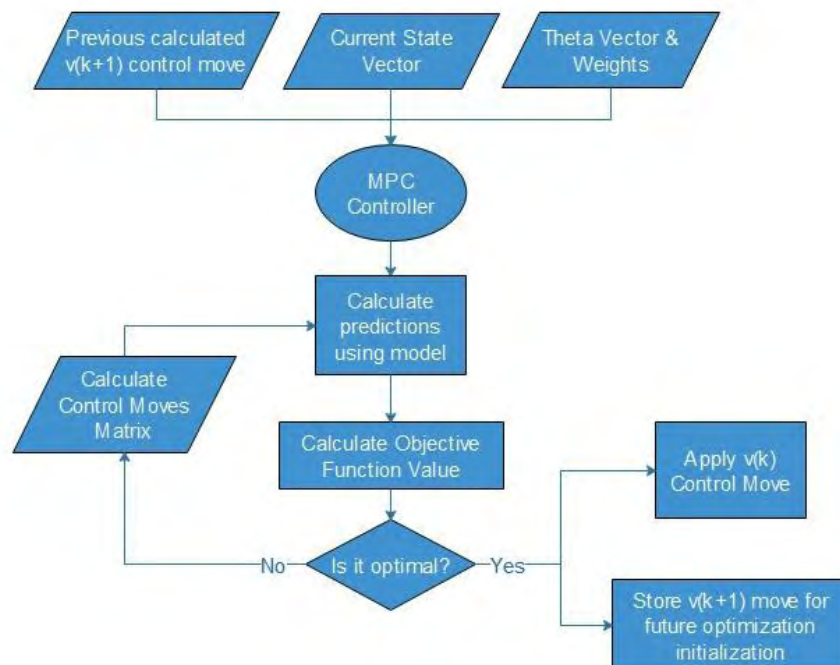 Previous calculated
v(k+1) control move
Current State
Vector
Theta Vector &
Weights
MPC
Controller
Calculate
predictions
using model
Calculate
Control Moves
Matrix
Calculate Objective
Function Value
Apply v(k)
Control Move
Is it optimal?
No
Yes
Store v(k+1) move for
future optimization
initialization